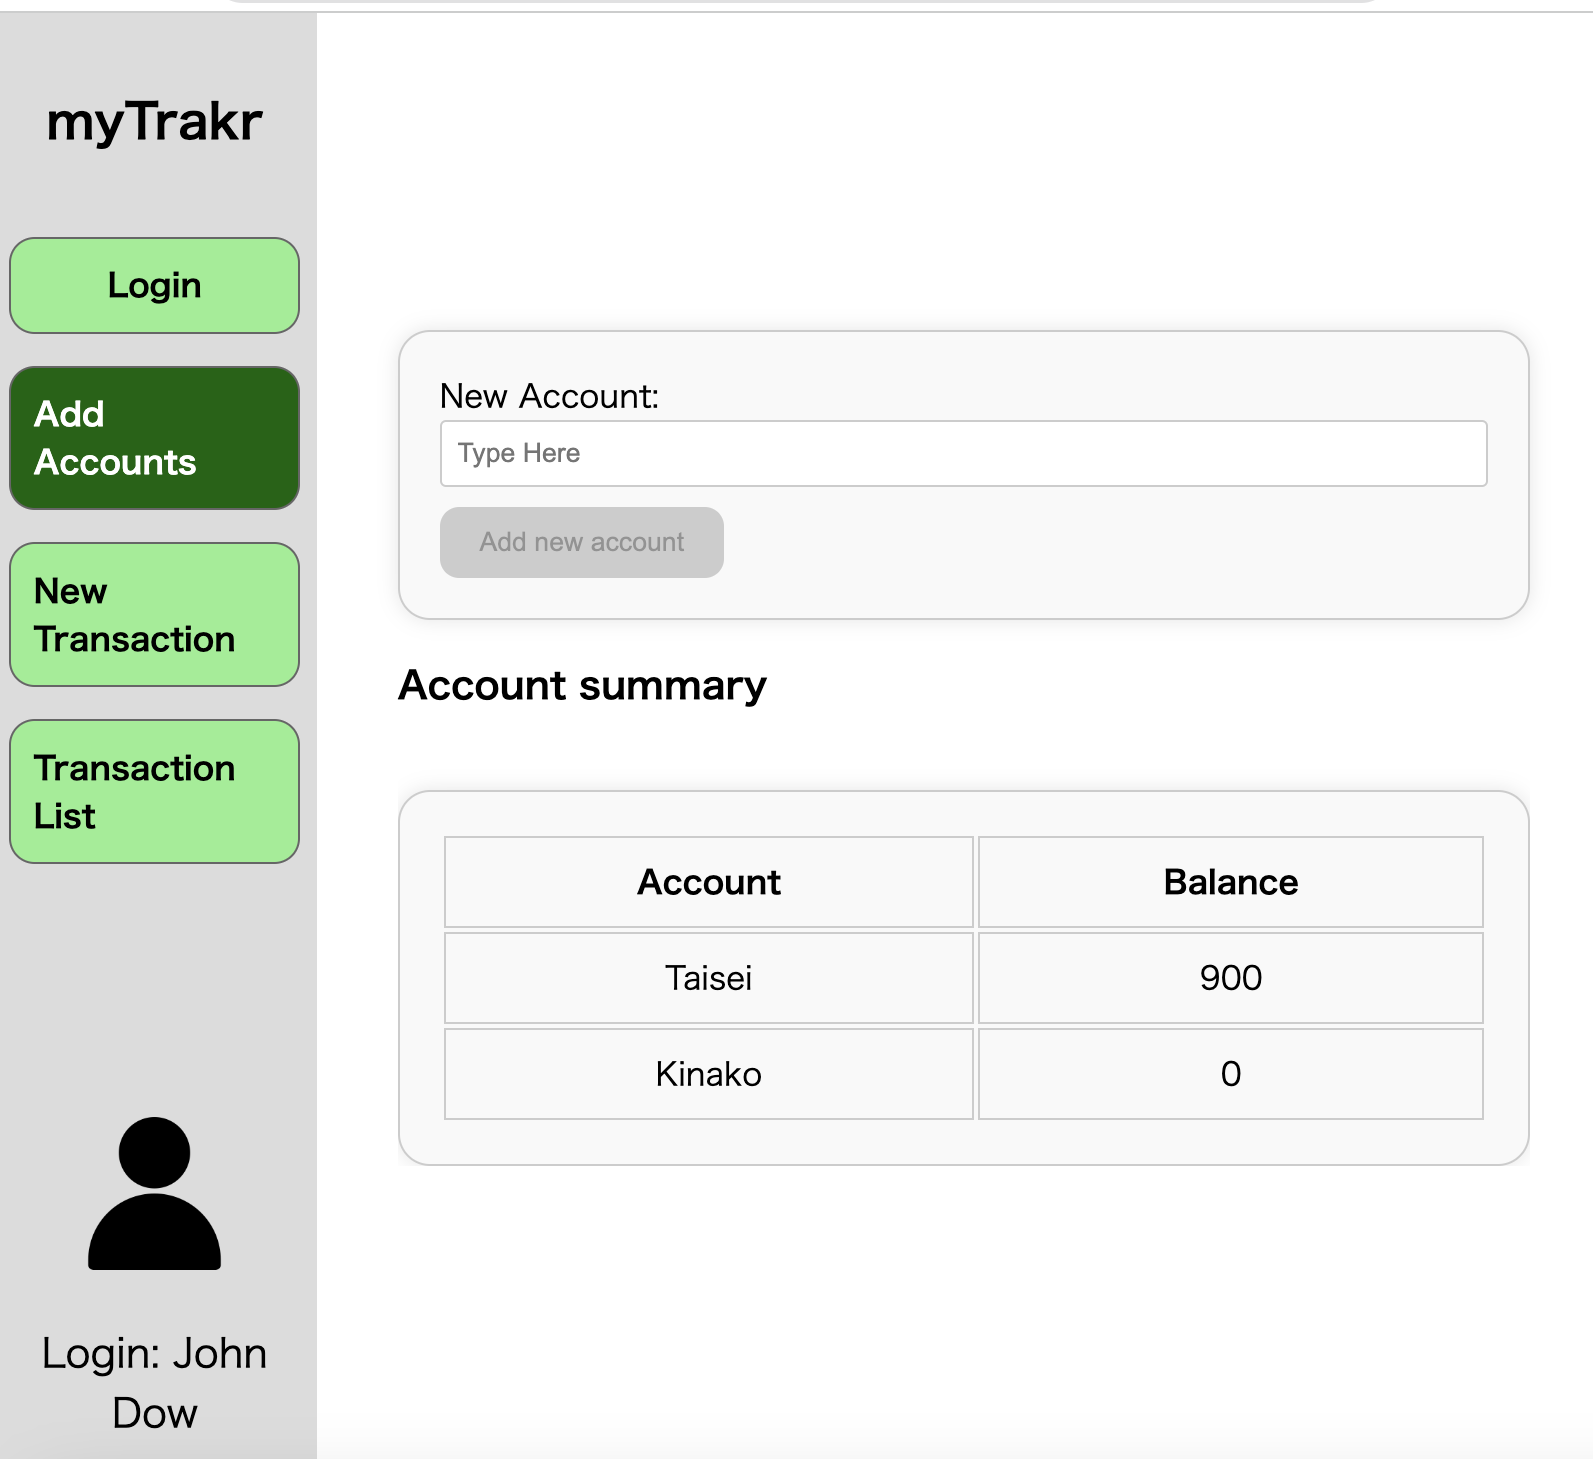 myTrakr
Login
Add
Accounts
New
Transaction
Transaction
List
Login: John
Dow
New Account:
Type Here
Add new account
Account summary
Account Balance
Taisei 900
Kinako 0